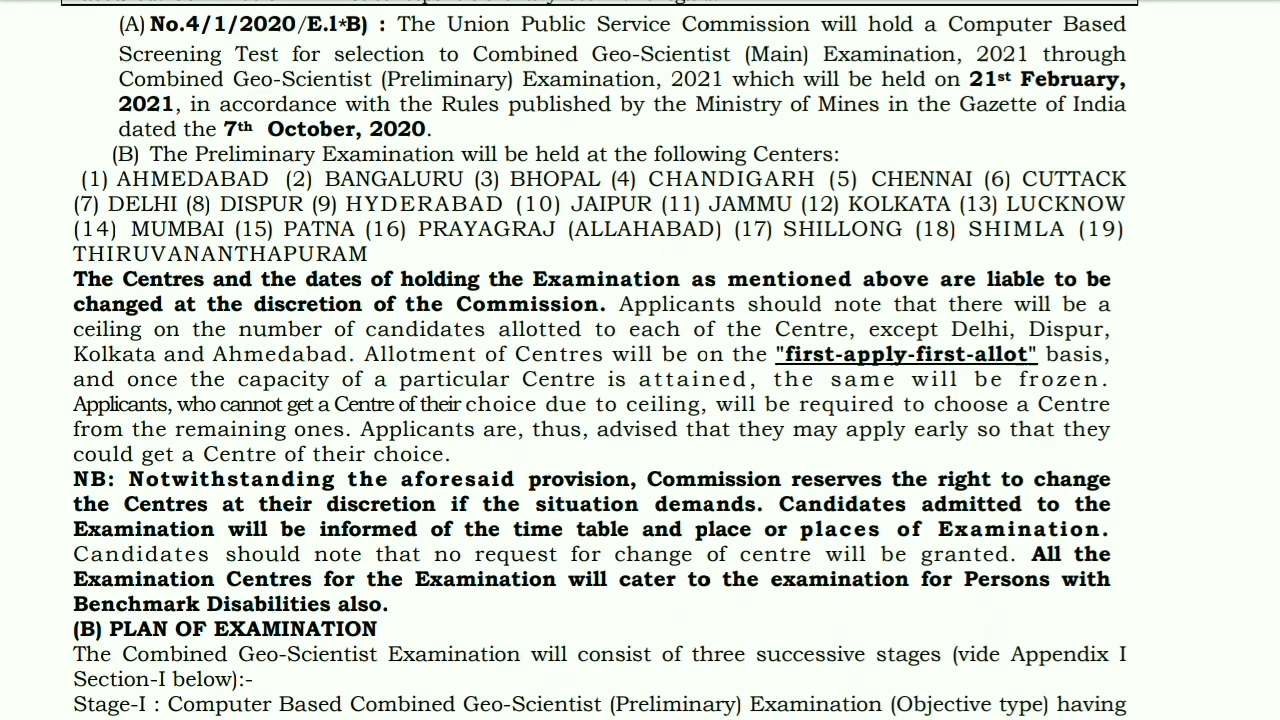 (A) No.4/1/2020/E.l*B) : The Union Public Service Commission will hold a Computer Based
Screening Test for selection to Combined Geo-Scientist (Main) Examination, 2021 through
Combined Geo-Scientist (Preliminary) Examination, 2021 which will be held on 21st February,
2021, in accordance with the Rules published by the Ministry of Mines in the Gazette of India
dated the 7th October, 2020.
(B) The Preliminary Examination will be held at the following Centers:
(1) AHMEDABAD (2) BANGALURU (3) BHOPAL (4) CHANDIGARH (5) CHENNAI (6) CUTTACK
(7) DELHI (8) DISPUR (9) HYDERABAD (10) JAIPUR (11) JAMMU (12) KOLKATA (13) LUCKNOW
(14) MUMBAI (15) PATNA (16) PRAYAGRAJ (ALLAHABAD) (17) SHILLONG (18) SHIMLA (19)
THIRUVANANTHAPURAM
The Centres and the dates of holding the Examination as mentioned above are liable to be
changed at the discretion of the Commission. Applicants should note that there will be a
ceiling on the number of candidates allotted to each of the Centre, except Delhi, Dispur,
Kolkata and Ahmedabad. Allotment of Centres will be on the "first-apply-first-allot" basis,
and once the capacity of a particular Centre is attained, the same will be frozen.
Applicants, who cannot get a Centre of their choice due to ceiling, will be required to choose a Centre
from the remaining ones. Applicants are, thus, advised that they may apply early so that they
could get a Centre of their choice.
NB: Notwithstanding the aforesaid provision, Commission reserves the right to change
the Centres at their discretion if the situation demands. Candidates admitted to the
Examination will be informed of the time table and place or places of Examination.
Candidates should note that no request for change of centre will be granted. All the
Examination Centres for the Examination will cater to the examination for Persons with
Benchmark Disabilities also.
(B) PLAN OF EXAMINATION
The Combined Geo-Scientist Examination will consist of three successive stages (vide Appendix I
Section-I below):-
Stage-I : Computer Based Combined Geo-Scientist (Preliminary) Examination (Objective type) having